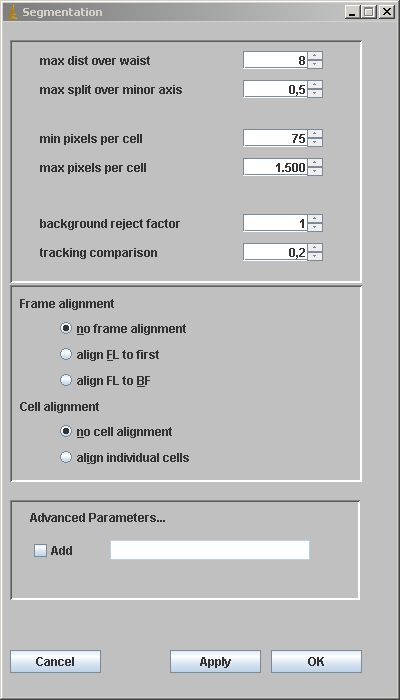 Segmentation
max dist over waist 8
max split over minor axis 0,5
min pixels per cell 75
max pixels per cell 1.500
background reject factor 1
tracking comparison 0,2
Frame alignment
no frame alignment
align FL to first
align FL to BF
Cell alignment
no cell alignment
align individual cells
Advanced Parameters...
Add
Cancel Apply OK